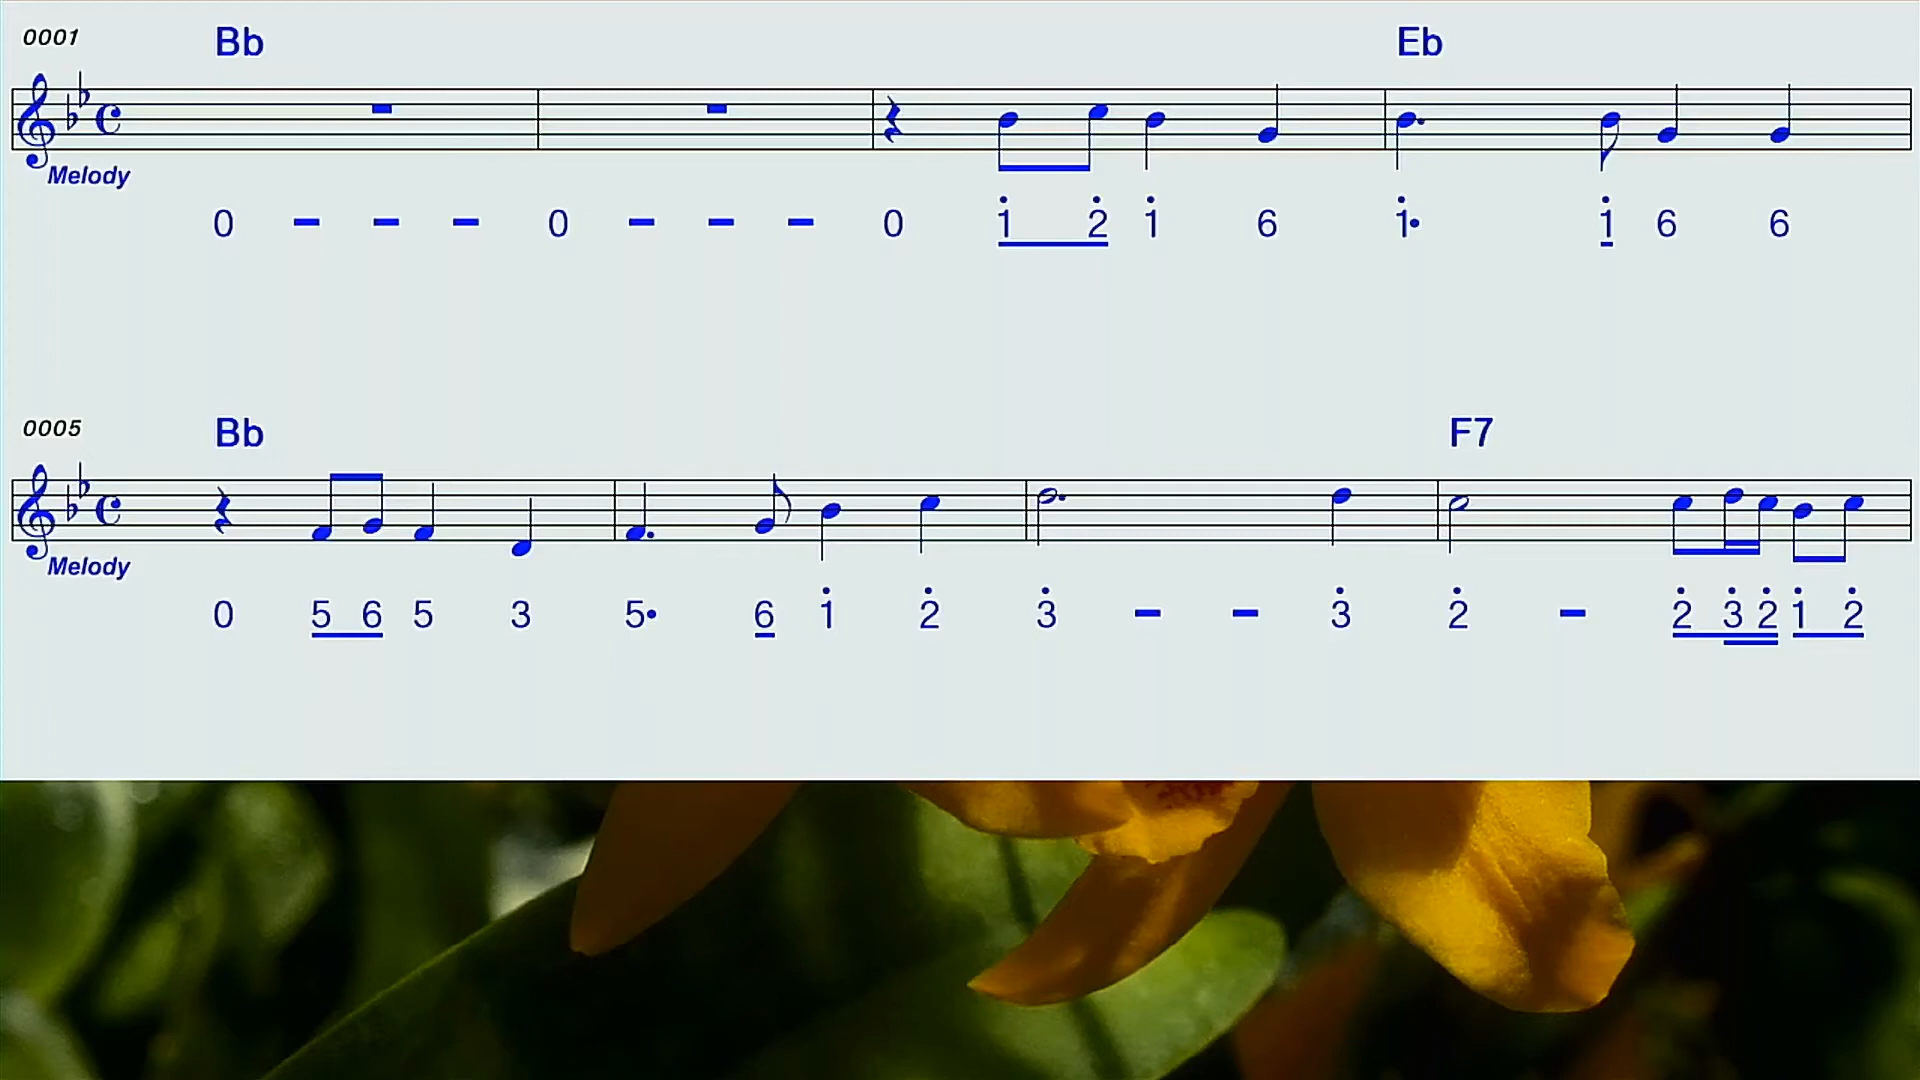 0001 Bb Eb
Melody
0 - - - 0 - - - 0 1 2 1 6 1• 1 6 6
0005 Bb F7
Melody
0 5 6 5 3 5• 6 1 2 3 - - 3 2 - 2 3 2 1 2